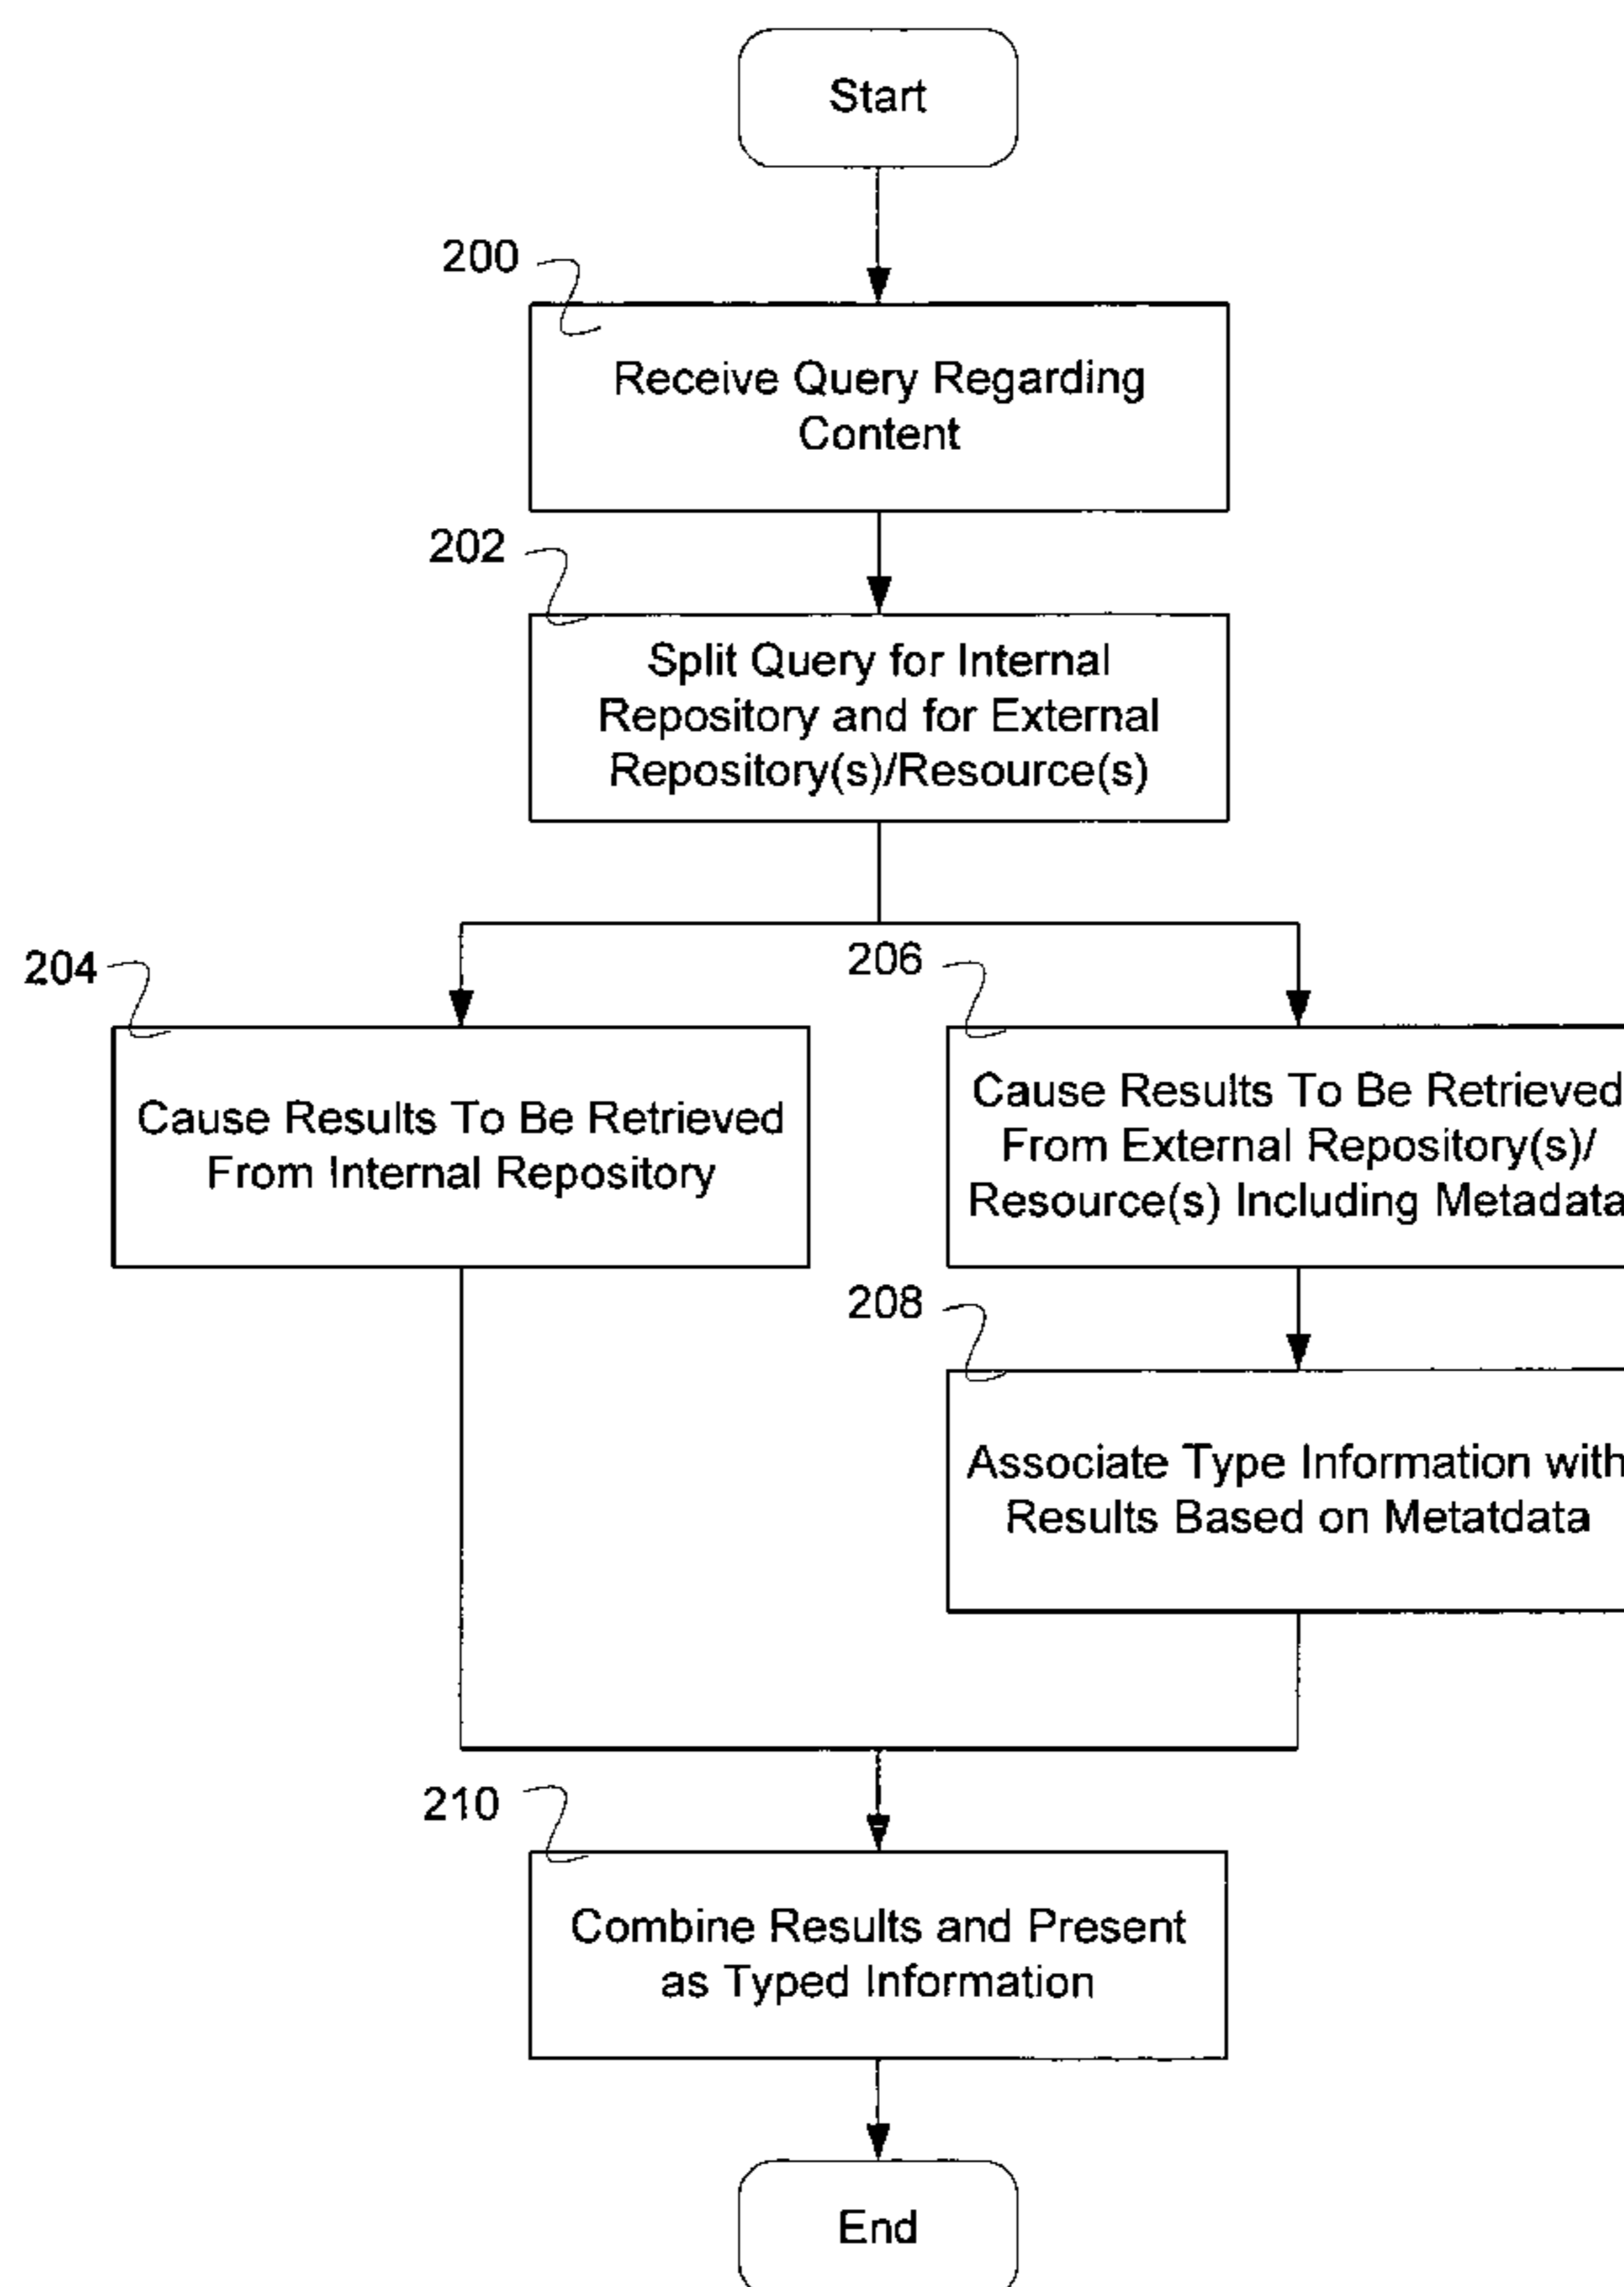 Start
200
Receive Query Regarding
Content
202
Split Query for Internal
Repository and for External
Repository(s)/Resource(s)
204
Cause Results To Be Retrieved
From Internal Repository
206
Cause Results To Be Retrieved
From External Repository(s)/
Resource(s) Including Metadata
208
Associate Type Information with
Results Based on Metatdata
210
Combine Results and Present
as Typed Information
End